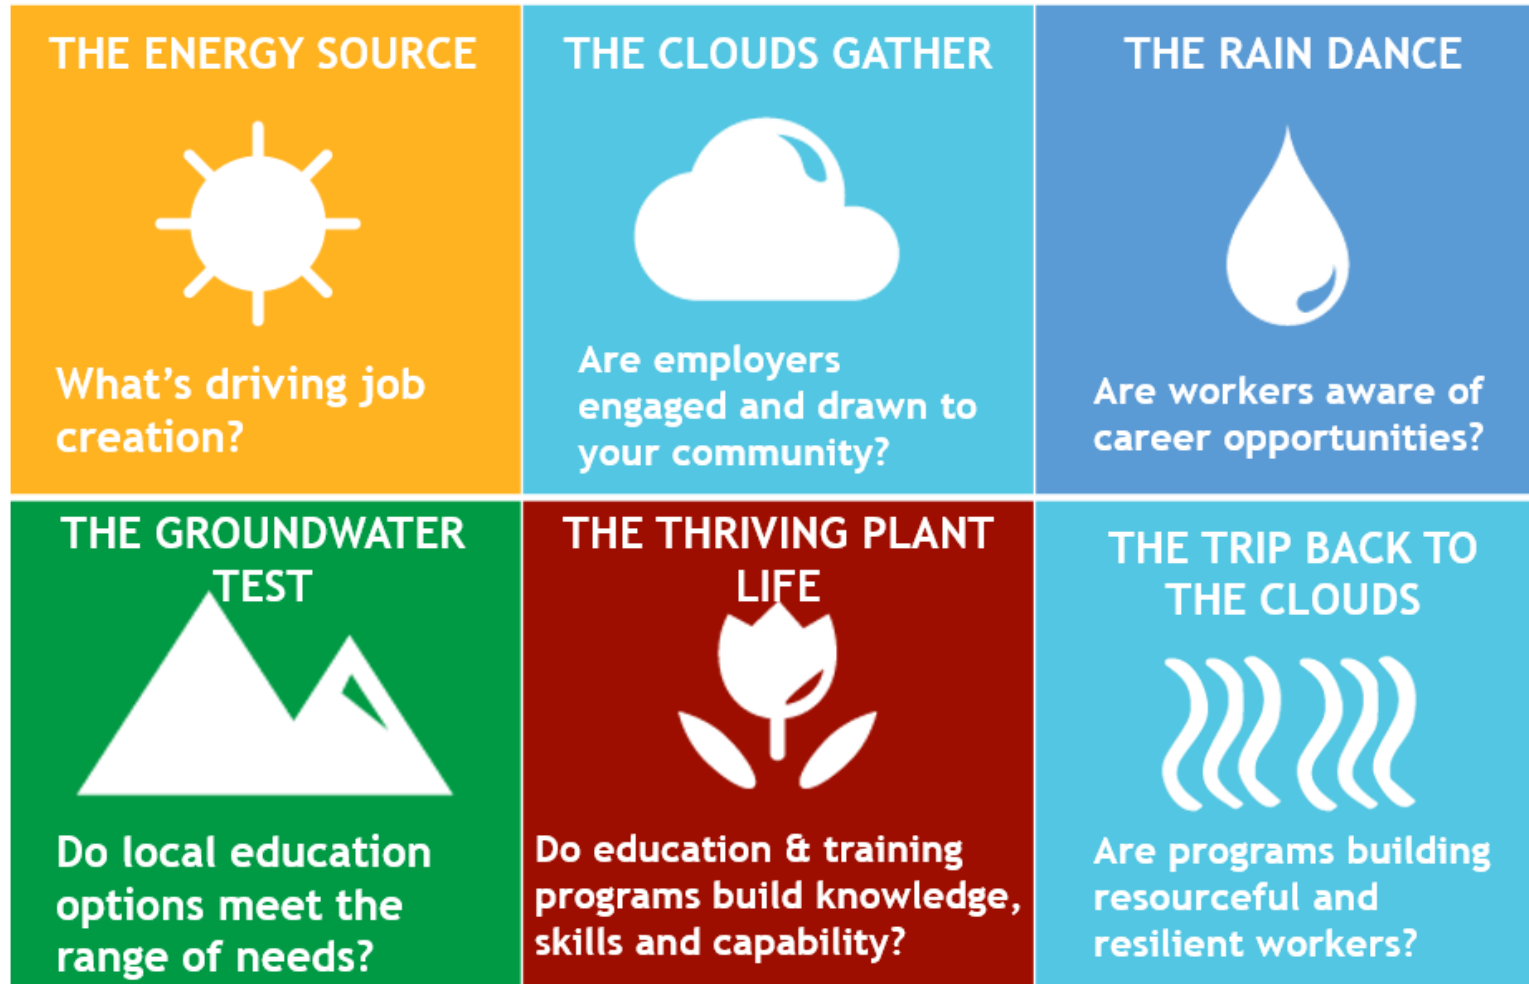 THE ENERGY SOURCE
What's driving job
creation?
THE CLOUDS GATHER
Are employers
engaged and drawn to
your community?
THE RAIN DANCE
Are workers aware of
career opportunities?
THE GROUNDWATER
TEST
Do local education
options meet the
range of needs?
THE THRIVING PLANT
LIFE
Do education & training
programs build knowledge,
skills and capability?
THE TRIP BACK TO
THE CLOUDS
Are programs building
resourceful and
resilient workers?